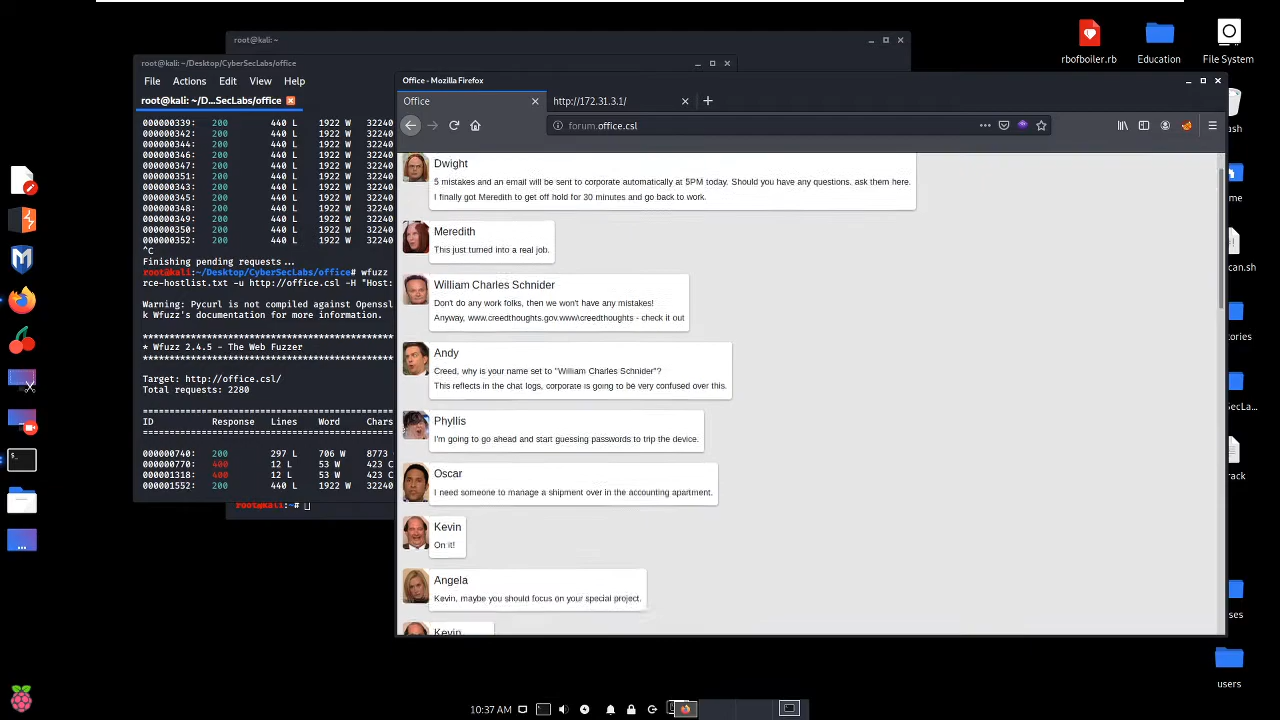 root@kali: ~
rbofboiler.rb
Education
File System
root@kali: ~/Desktop/CyberSecLabs/office
File Actions Edit View Help
root@kali: ~/D...SecLabs/office
000000339: 200 440 L 1922 W 32240
000000342: 200 440 L 1922 W 32240
000000344: 200 440 L 1922 W 32240
000000346: 200 440 L 1922 W 32240
000000347: 200 440 L 1922 W 32240
000000351: 200 440 L 1922 W 32240
000000343: 200 440 L 1922 W 32240
000000345: 200 440 L 1922 W 32240
000000348: 200 440 L 1922 W 32240
000000349: 200 440 L 1922 W 32240
000000350: 200 440 L 1922 W 32240
000000352: 200 440 L 1922 W 32240
^C
Finishing pending requests...
root@kali:~/Desktop/CyberSecLabs/office# wfuzz
rce-hostlist.txt -u http://office.csl -H "Host:
Warning: Pycurl is not compiled against Openssl
k Wfuzz's documentation for more information.
* Wfuzz 2.4.5 - The Web Fuzzer
Target: http://office.csl/
Total requests: 2280
ID Response Lines Word Chars
000000740: 200 297 L 706 W 8773 C
000000770: 400 12 L 53 W 423 C
000001318: 400 12 L 53 W 423 C
000001552: 200 440 L 1922 W 32240
root@kali:~#
Office - Mozilla Firefox
Office
http://172.31.3.1/
forum.office.csl
Dwight
5 mistakes and an email will be sent to corporate automatically at 5PM today. Should you have any questions, ask them here.
I finally got Meredith to get off hold for 30 minutes and go back to work.
Meredith
This just turned into a real job.
William Charles Schnider
Don't do any work folks, then we won't have any mistakes!
Anyway, www.creedthoughts.gov.www\creedthoughts - check it out
Andy
Creed, why is your name set to "William Charles Schnider"?
This reflects in the chat logs, corporate is going to be very confused over this.
Phyllis
I'm going to go ahead and start guessing passwords to trip the device.
Oscar
I need someone to manage a shipment over in the accounting apartment.
Kevin
On it!
Angela
Kevin, maybe you should focus on your special project.
Kevin
ash
me
can.sh
tories
ecLa...
rack
ses
users
10:37 AM